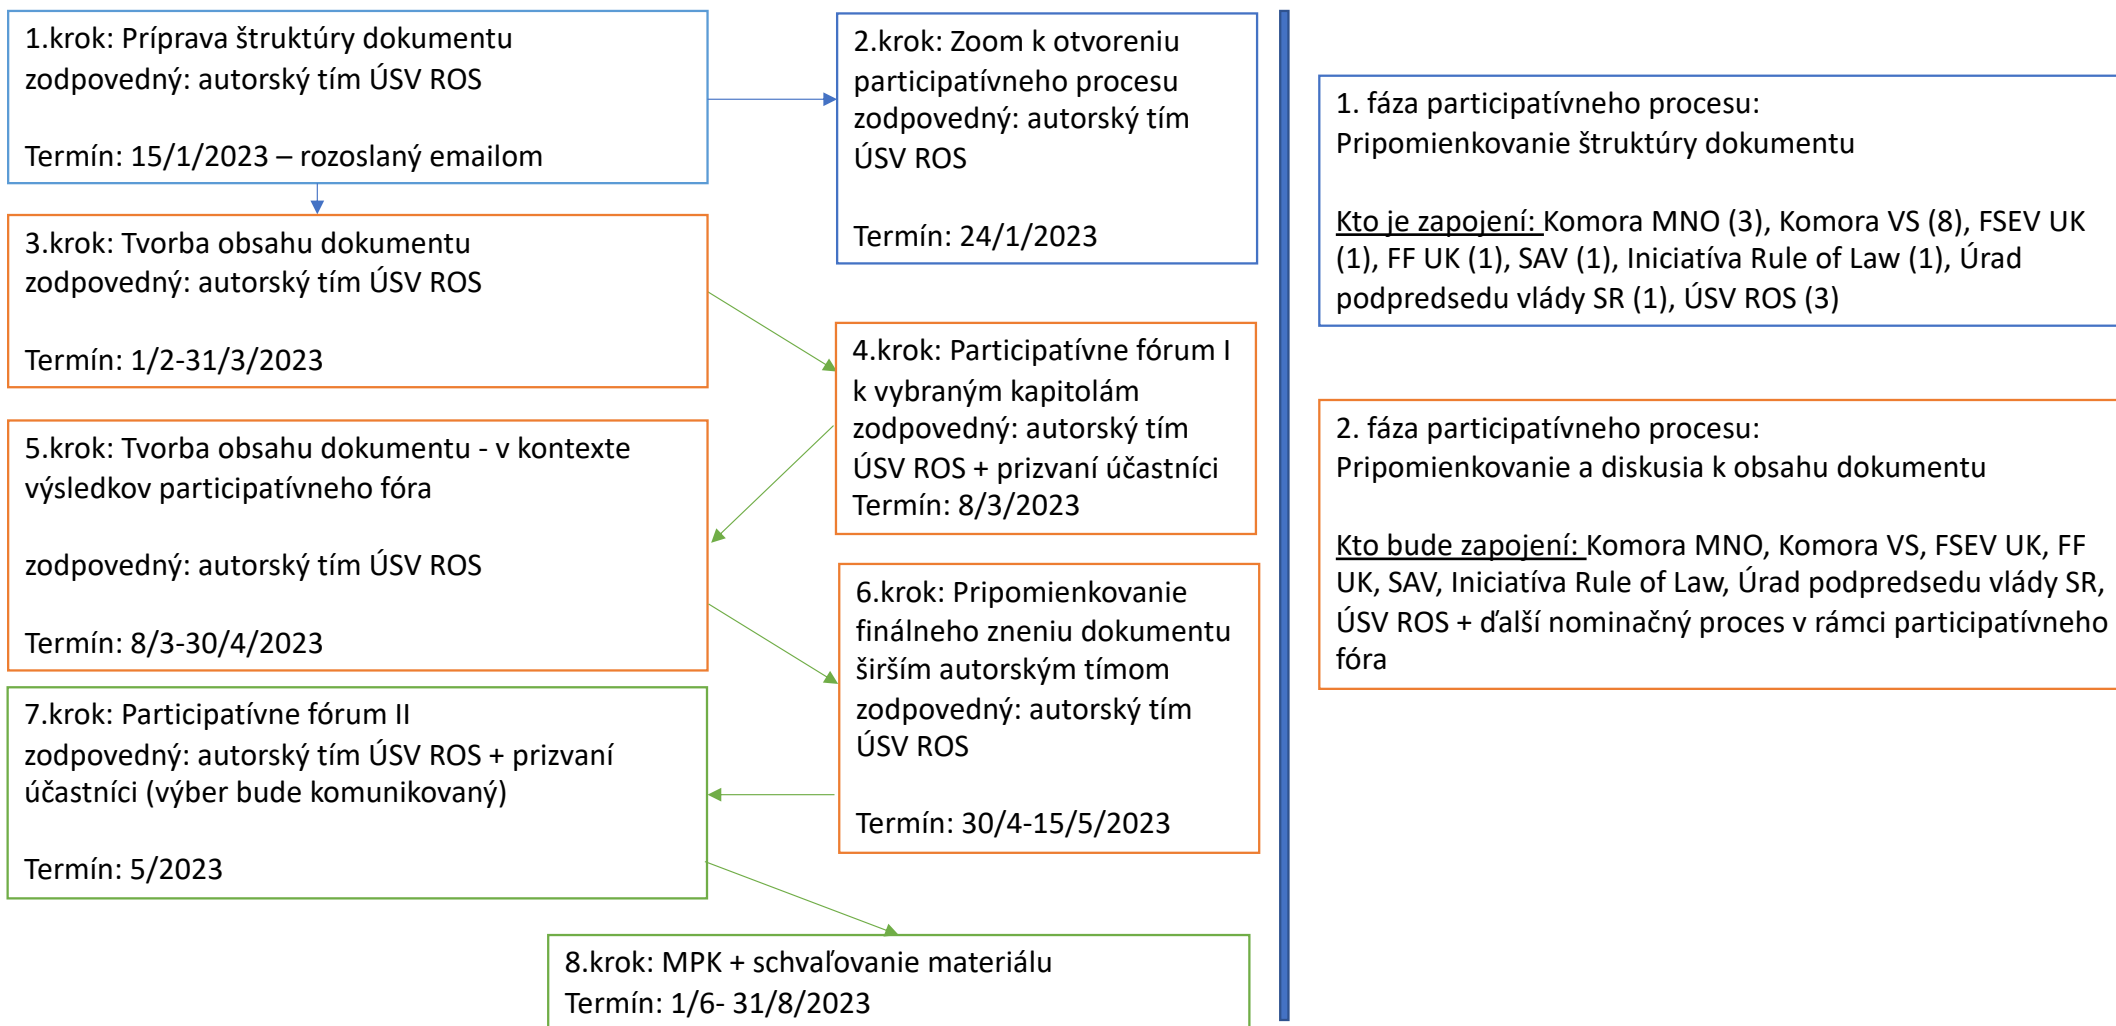 1.krok: Príprava štruktúry dokumentu
zodpovedný: autorský tím ÚSV ROS
Termín: 15/1/2023 – rozoslaný emailom
2.krok: Zoom k otvoreniu
participatívneho procesu
zodpovedný: autorský tím
ÚSV ROS
Termín: 24/1/2023
3.krok: Tvorba obsahu dokumentu
zodpovedný: autorský tím ÚSV ROS
Termín: 1/2-31/3/2023
4.krok: Participatívne fórum I
k vybraným kapitolám
zodpovedný: autorský tím
ÚSV ROS + prizvaní účastníci
Termín: 8/3/2023
5.krok: Tvorba obsahu dokumentu - v kontexte
výsledkov participatívneho fóra
zodpovedný: autorský tím ÚSV ROS
Termín: 8/3-30/4/2023
6.krok: Pripomienkovanie
finálneho zneniu dokumentu
širším autorským tímom
zodpovedný: autorský tím
ÚSV ROS
Termín: 30/4-15/5/2023
7.krok: Participatívne fórum II
zodpovedný: autorský tím ÚSV ROS + prizvaní
účastníci (výber bude komunikovaný)
Termín: 5/2023
8.krok: MPK + schvaľovanie materiálu
Termín: 1/6- 31/8/2023
1. fáza participatívneho procesu:
Pripomienkovanie štruktúry dokumentu
Kto je zapojení: Komora MNO (3), Komora VS (8), FSEV UK
(1), FF UK (1), SAV (1), Iniciatíva Rule of Law (1), Úrad
podpredsedu vlády SR (1), ÚSV ROS (3)
2. fáza participatívneho procesu:
Pripomienkovanie a diskusia k obsahu dokumentu
Kto bude zapojení: Komora MNO, Komora VS, FSEV UK, FF
UK, SAV, Iniciatíva Rule of Law, Úrad podpredsedu vlády SR,
ÚSV ROS + ďalší nominačný proces v rámci participatívneho
fóra